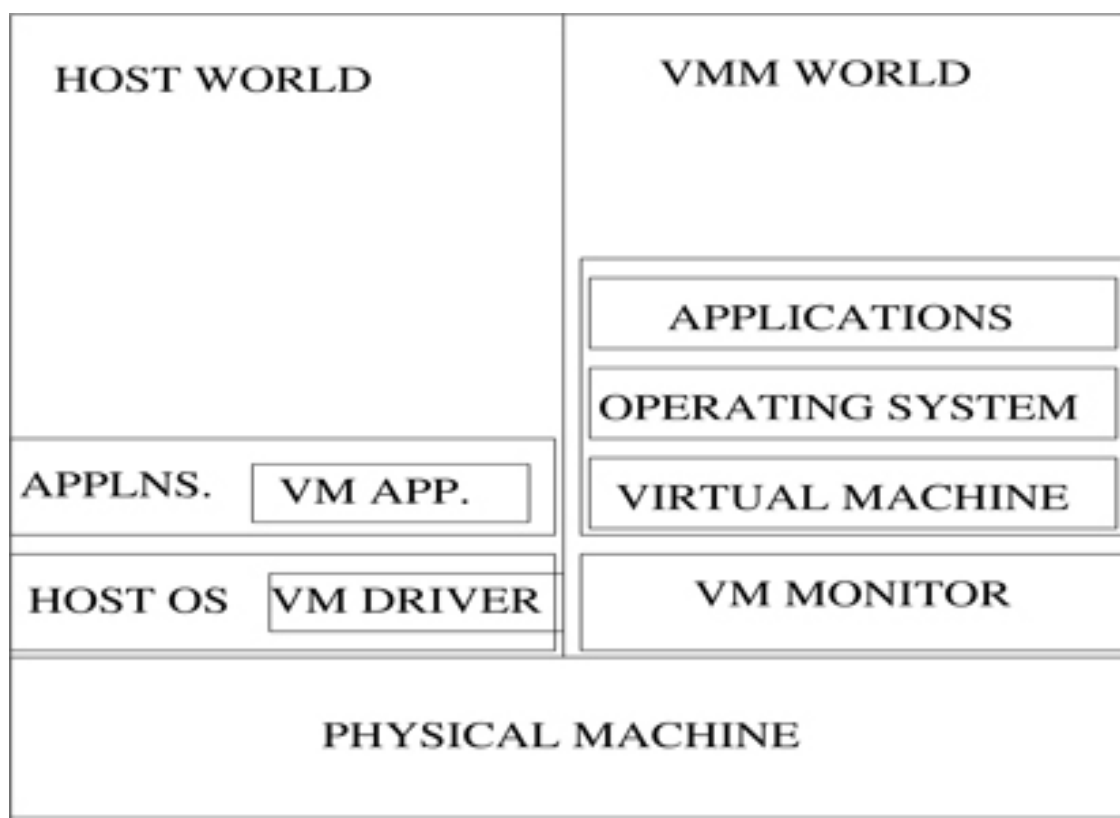 HOST WORLD
VMM WORLD
APPLICATIONS
OPERATING SYSTEM
APPLNS.
VM APP.
VIRTUAL MACHINE
HOST OS
VM DRIVER
VM MONITOR
PHYSICAL MACHINE